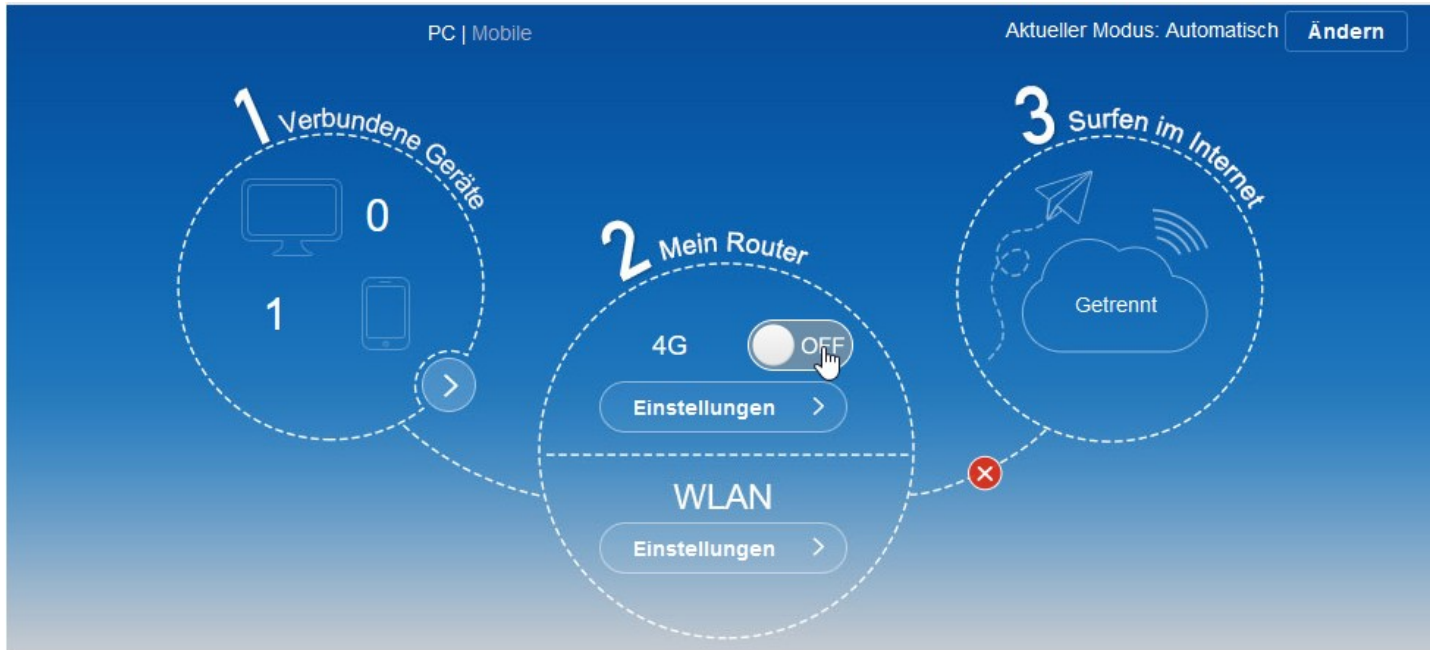 PC | Mobile
Aktueller Modus: Automatisch
Ändern
1 Verbundene Geräte
0
1
2 Mein Router
4G
OFF
Einstellungen
WLAN
Einstellungen
3 Surfen im Internet
Getrennt